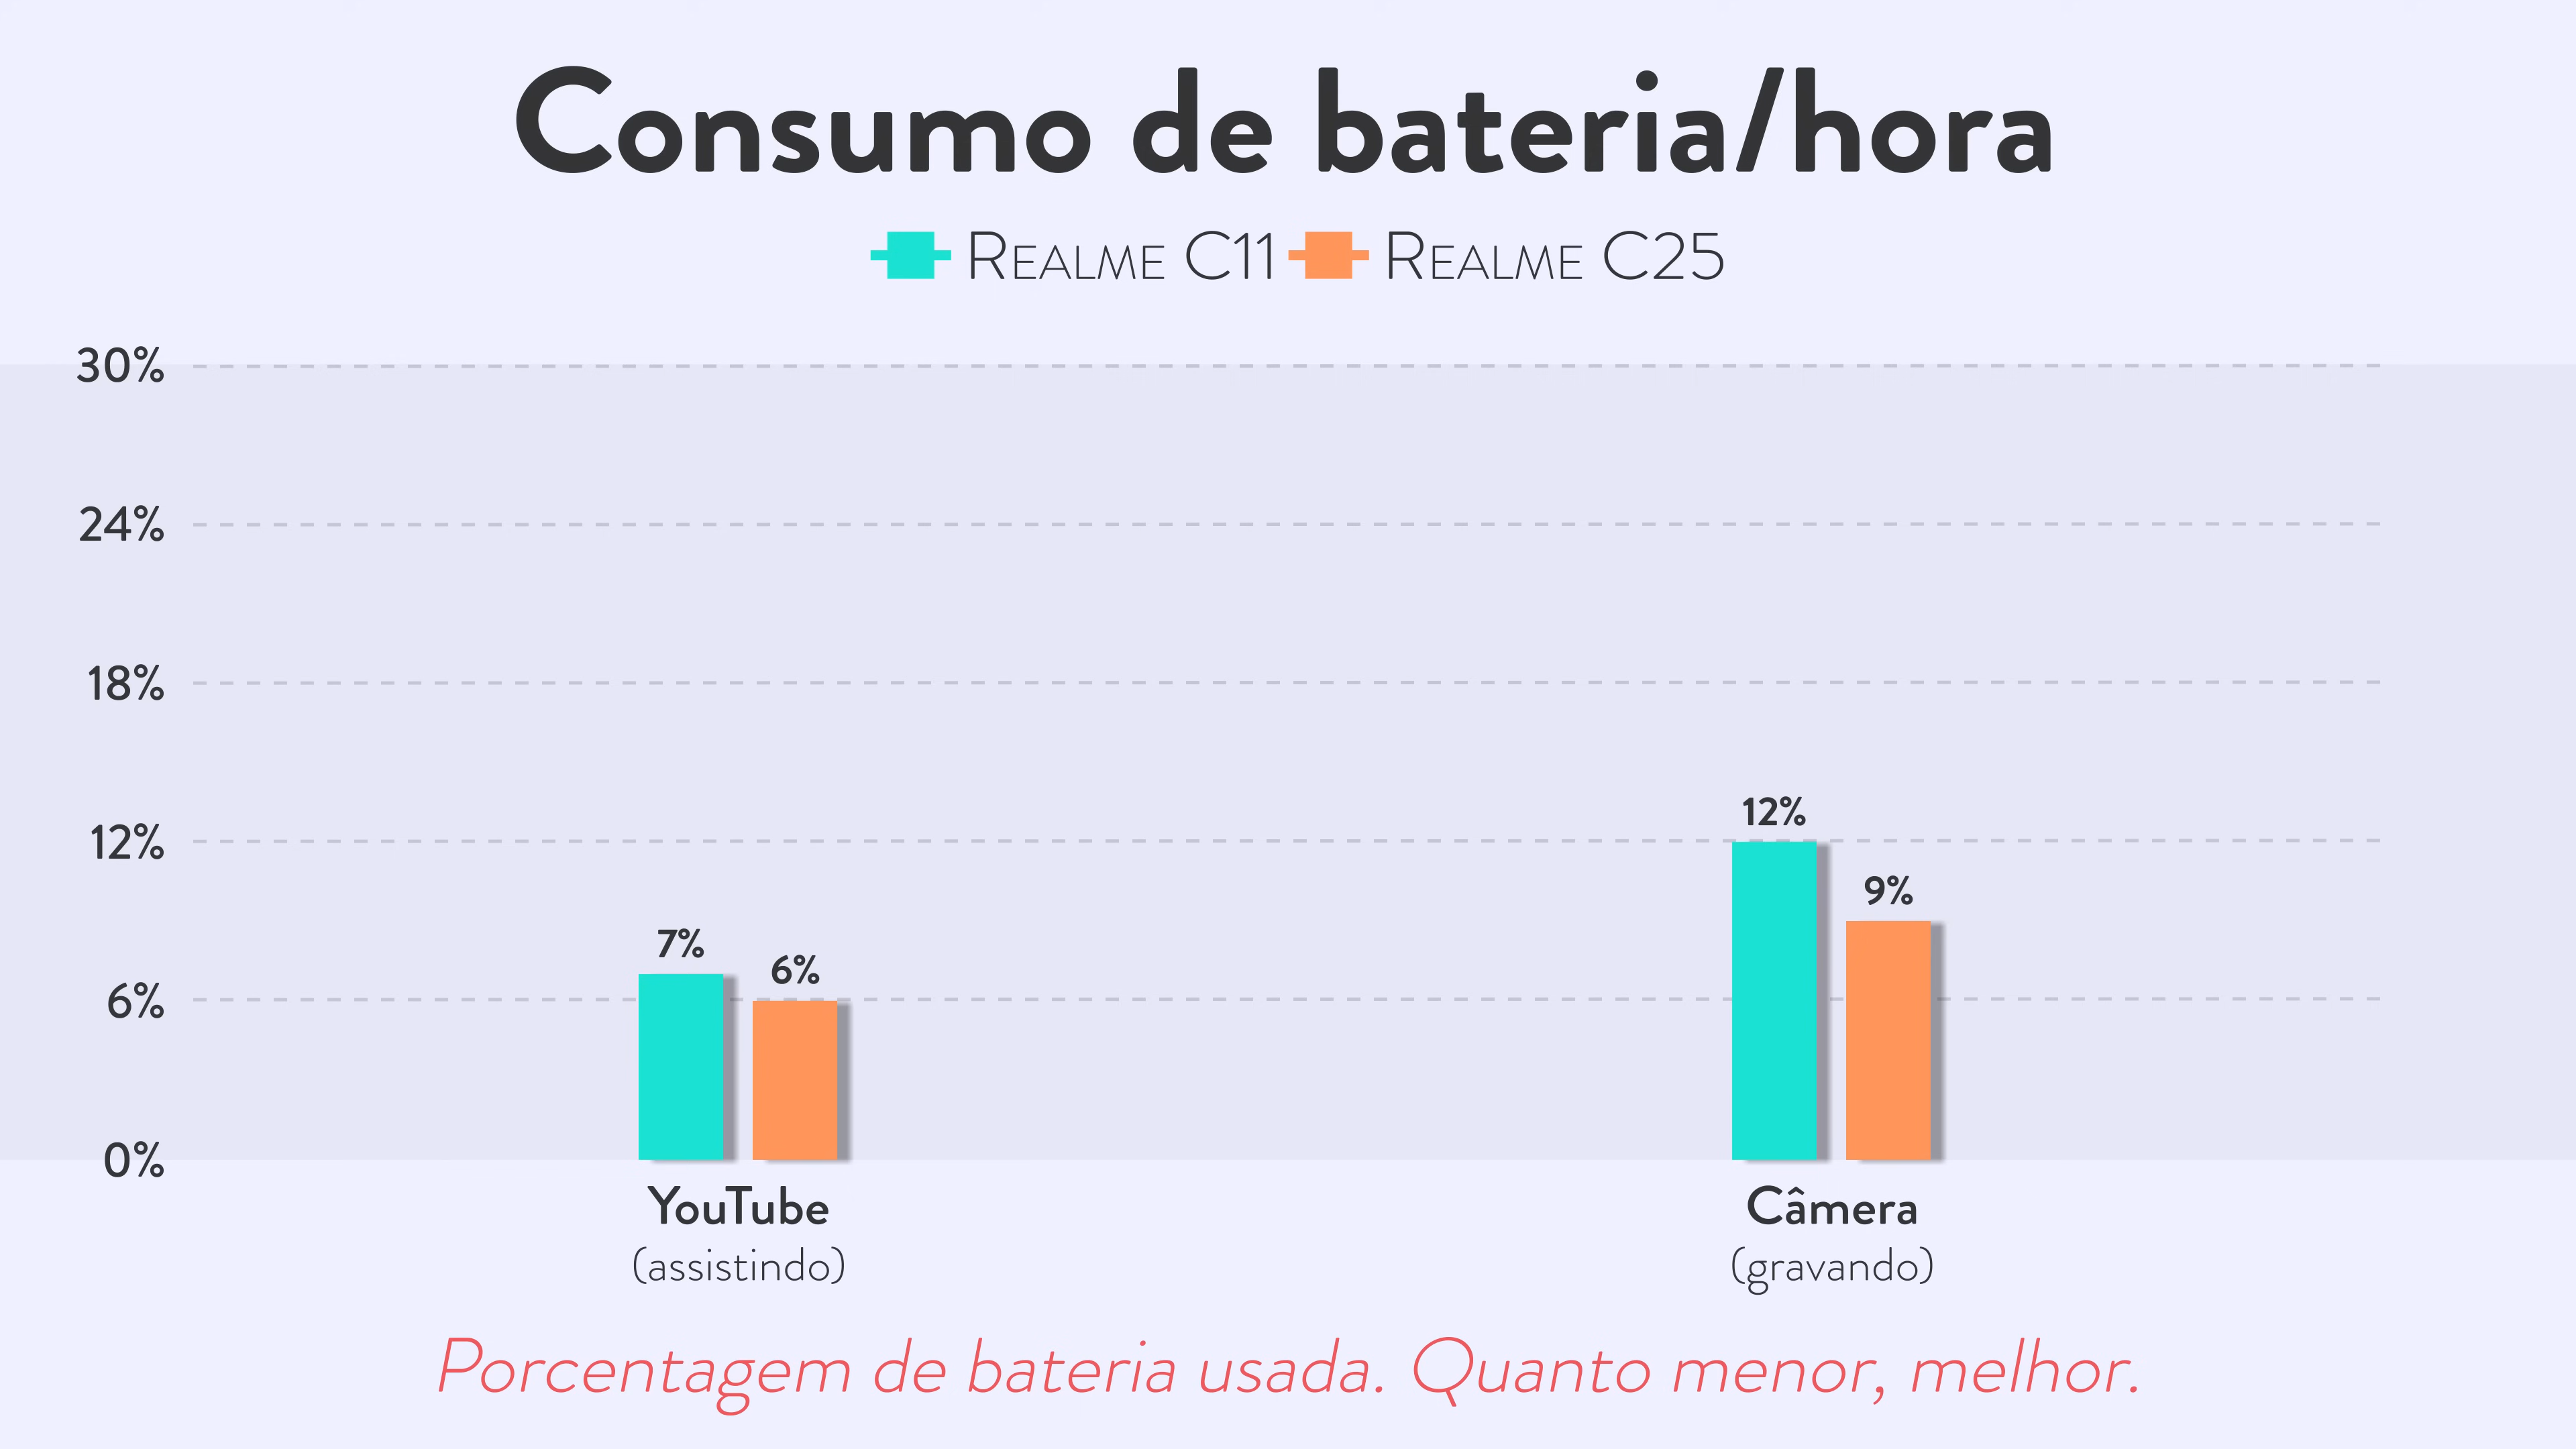 Consumo de bateria/hora
Realme C11 Realme C25
30%
24%
18%
12%
6%
0%
7%
6%
12%
9%
YouTube
(assistindo)
Câmera
(gravando)
Porcentagem de bateria usada. Quanto menor, melhor.